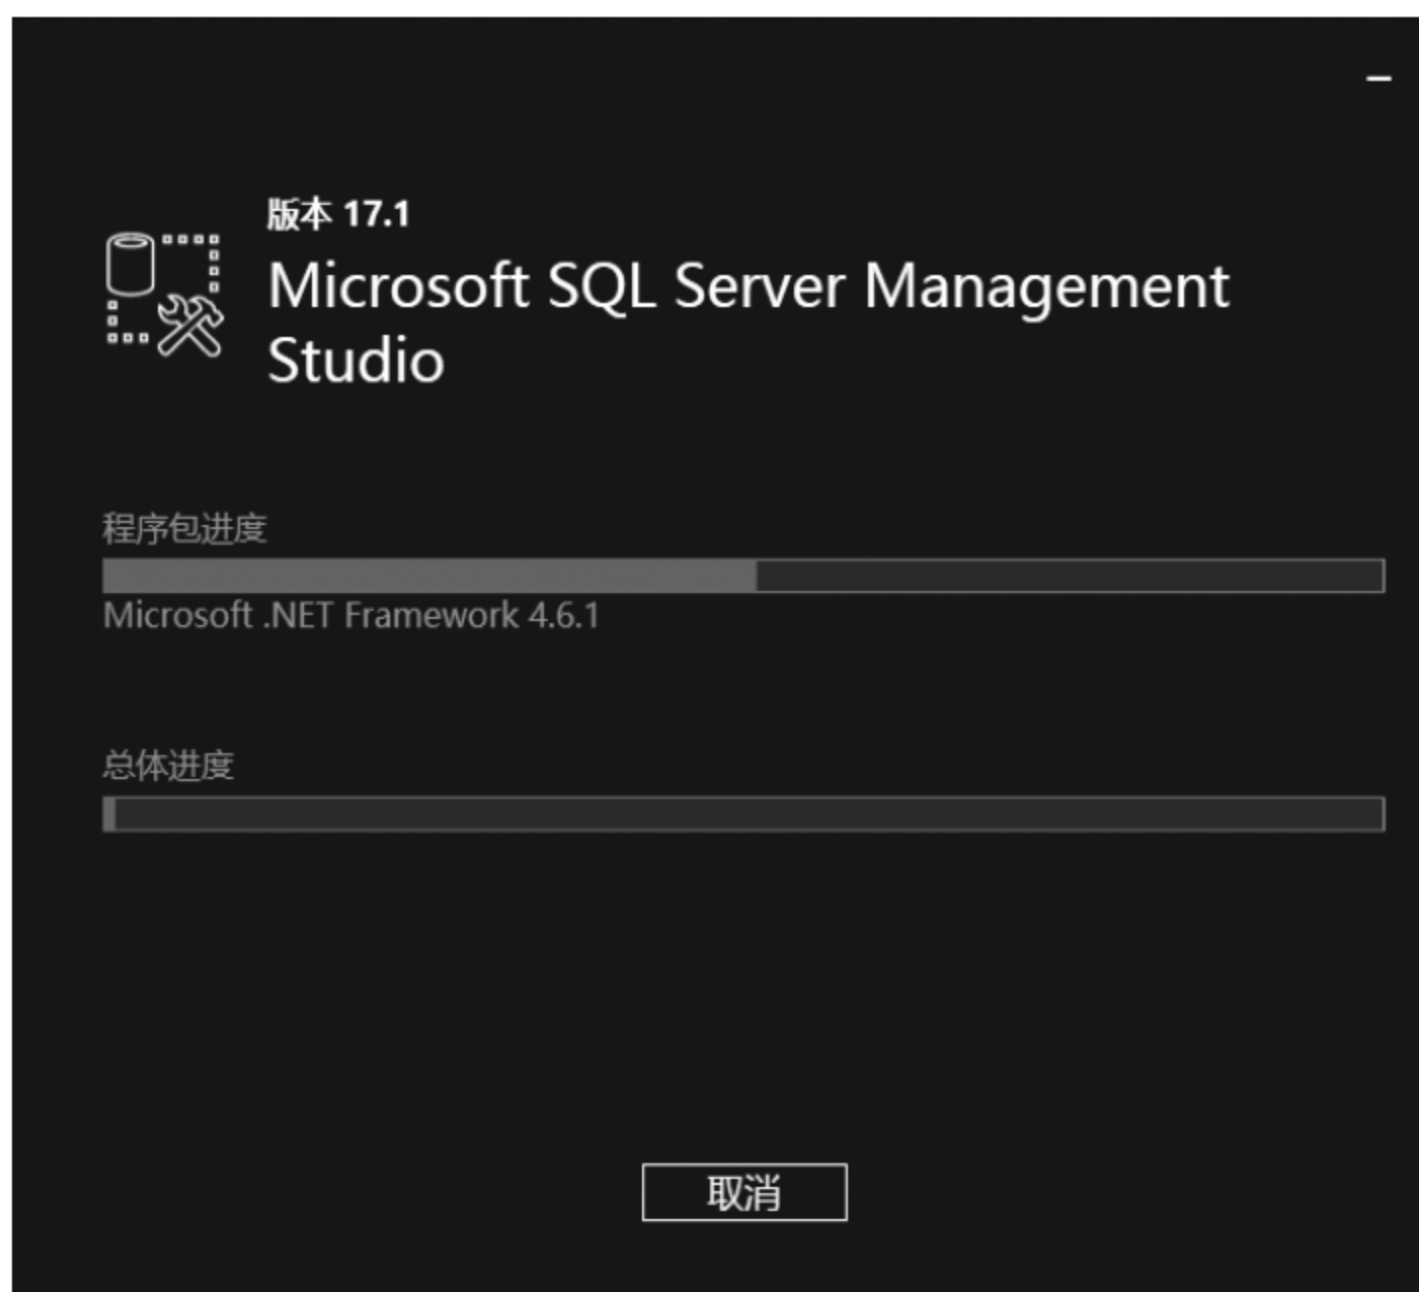 版本 17.1
Microsoft SQL Server Management
Studio
程序包进度
Microsoft .NET Framework 4.6.1
总体进度
取消